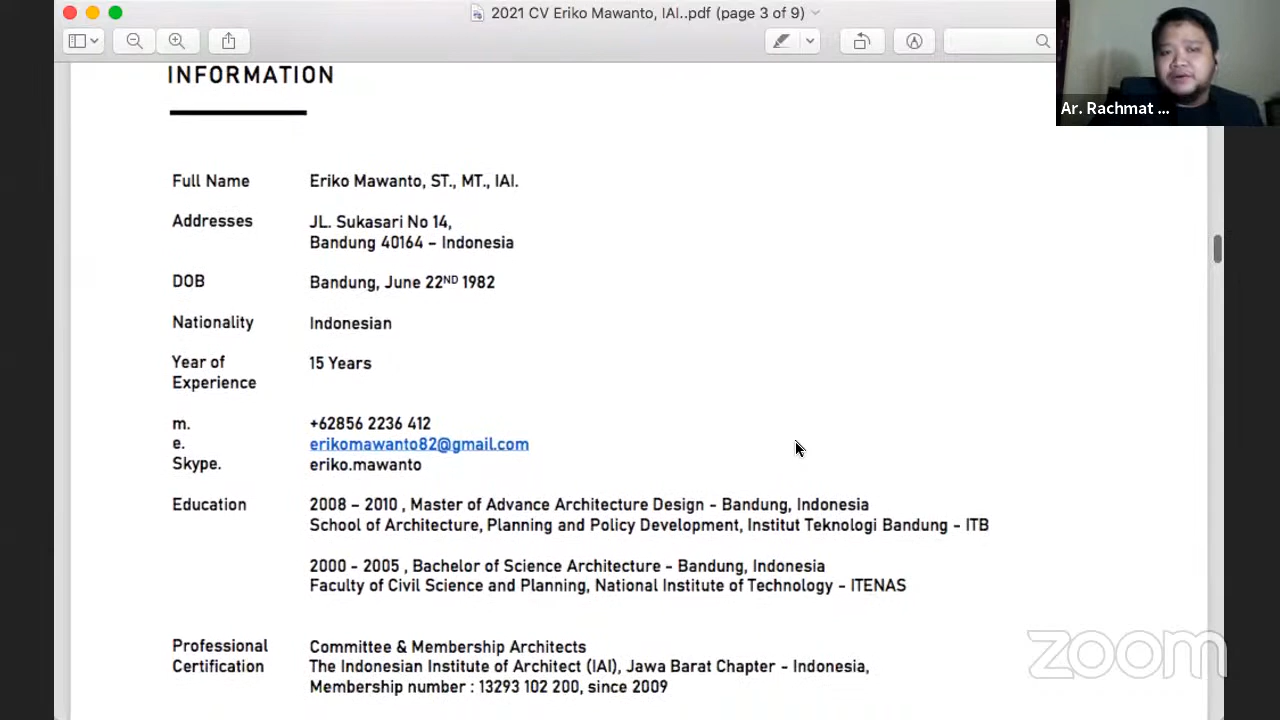 2021 CV Eriko Mawanto, IAI..pdf (page 3 of 9)
Ar. Rachmat ...
INFORMATION
Full Name Eriko Mawanto, ST., MT., IAI.
Addresses JL. Sukasari No 14,
Bandung 40164 – Indonesia
DOB Bandung, June 22ND 1982
Nationality Indonesian
Year of 15 Years
Experience
m. +62856 2236 412
e. erikomawanto82@gmail.com
Skype. eriko.mawanto
Education 2008 – 2010 , Master of Advance Architecture Design - Bandung, Indonesia
School of Architecture, Planning and Policy Development, Institut Teknologi Bandung - ITB
2000 - 2005 , Bachelor of Science Architecture - Bandung, Indonesia
Faculty of Civil Science and Planning, National Institute of Technology - ITENAS
Professional Committee & Membership Architects
Certification The Indonesian Institute of Architect (IAI), Jawa Barat Chapter - Indonesia,
Membership number : 13293 102 200, since 2009
zoom